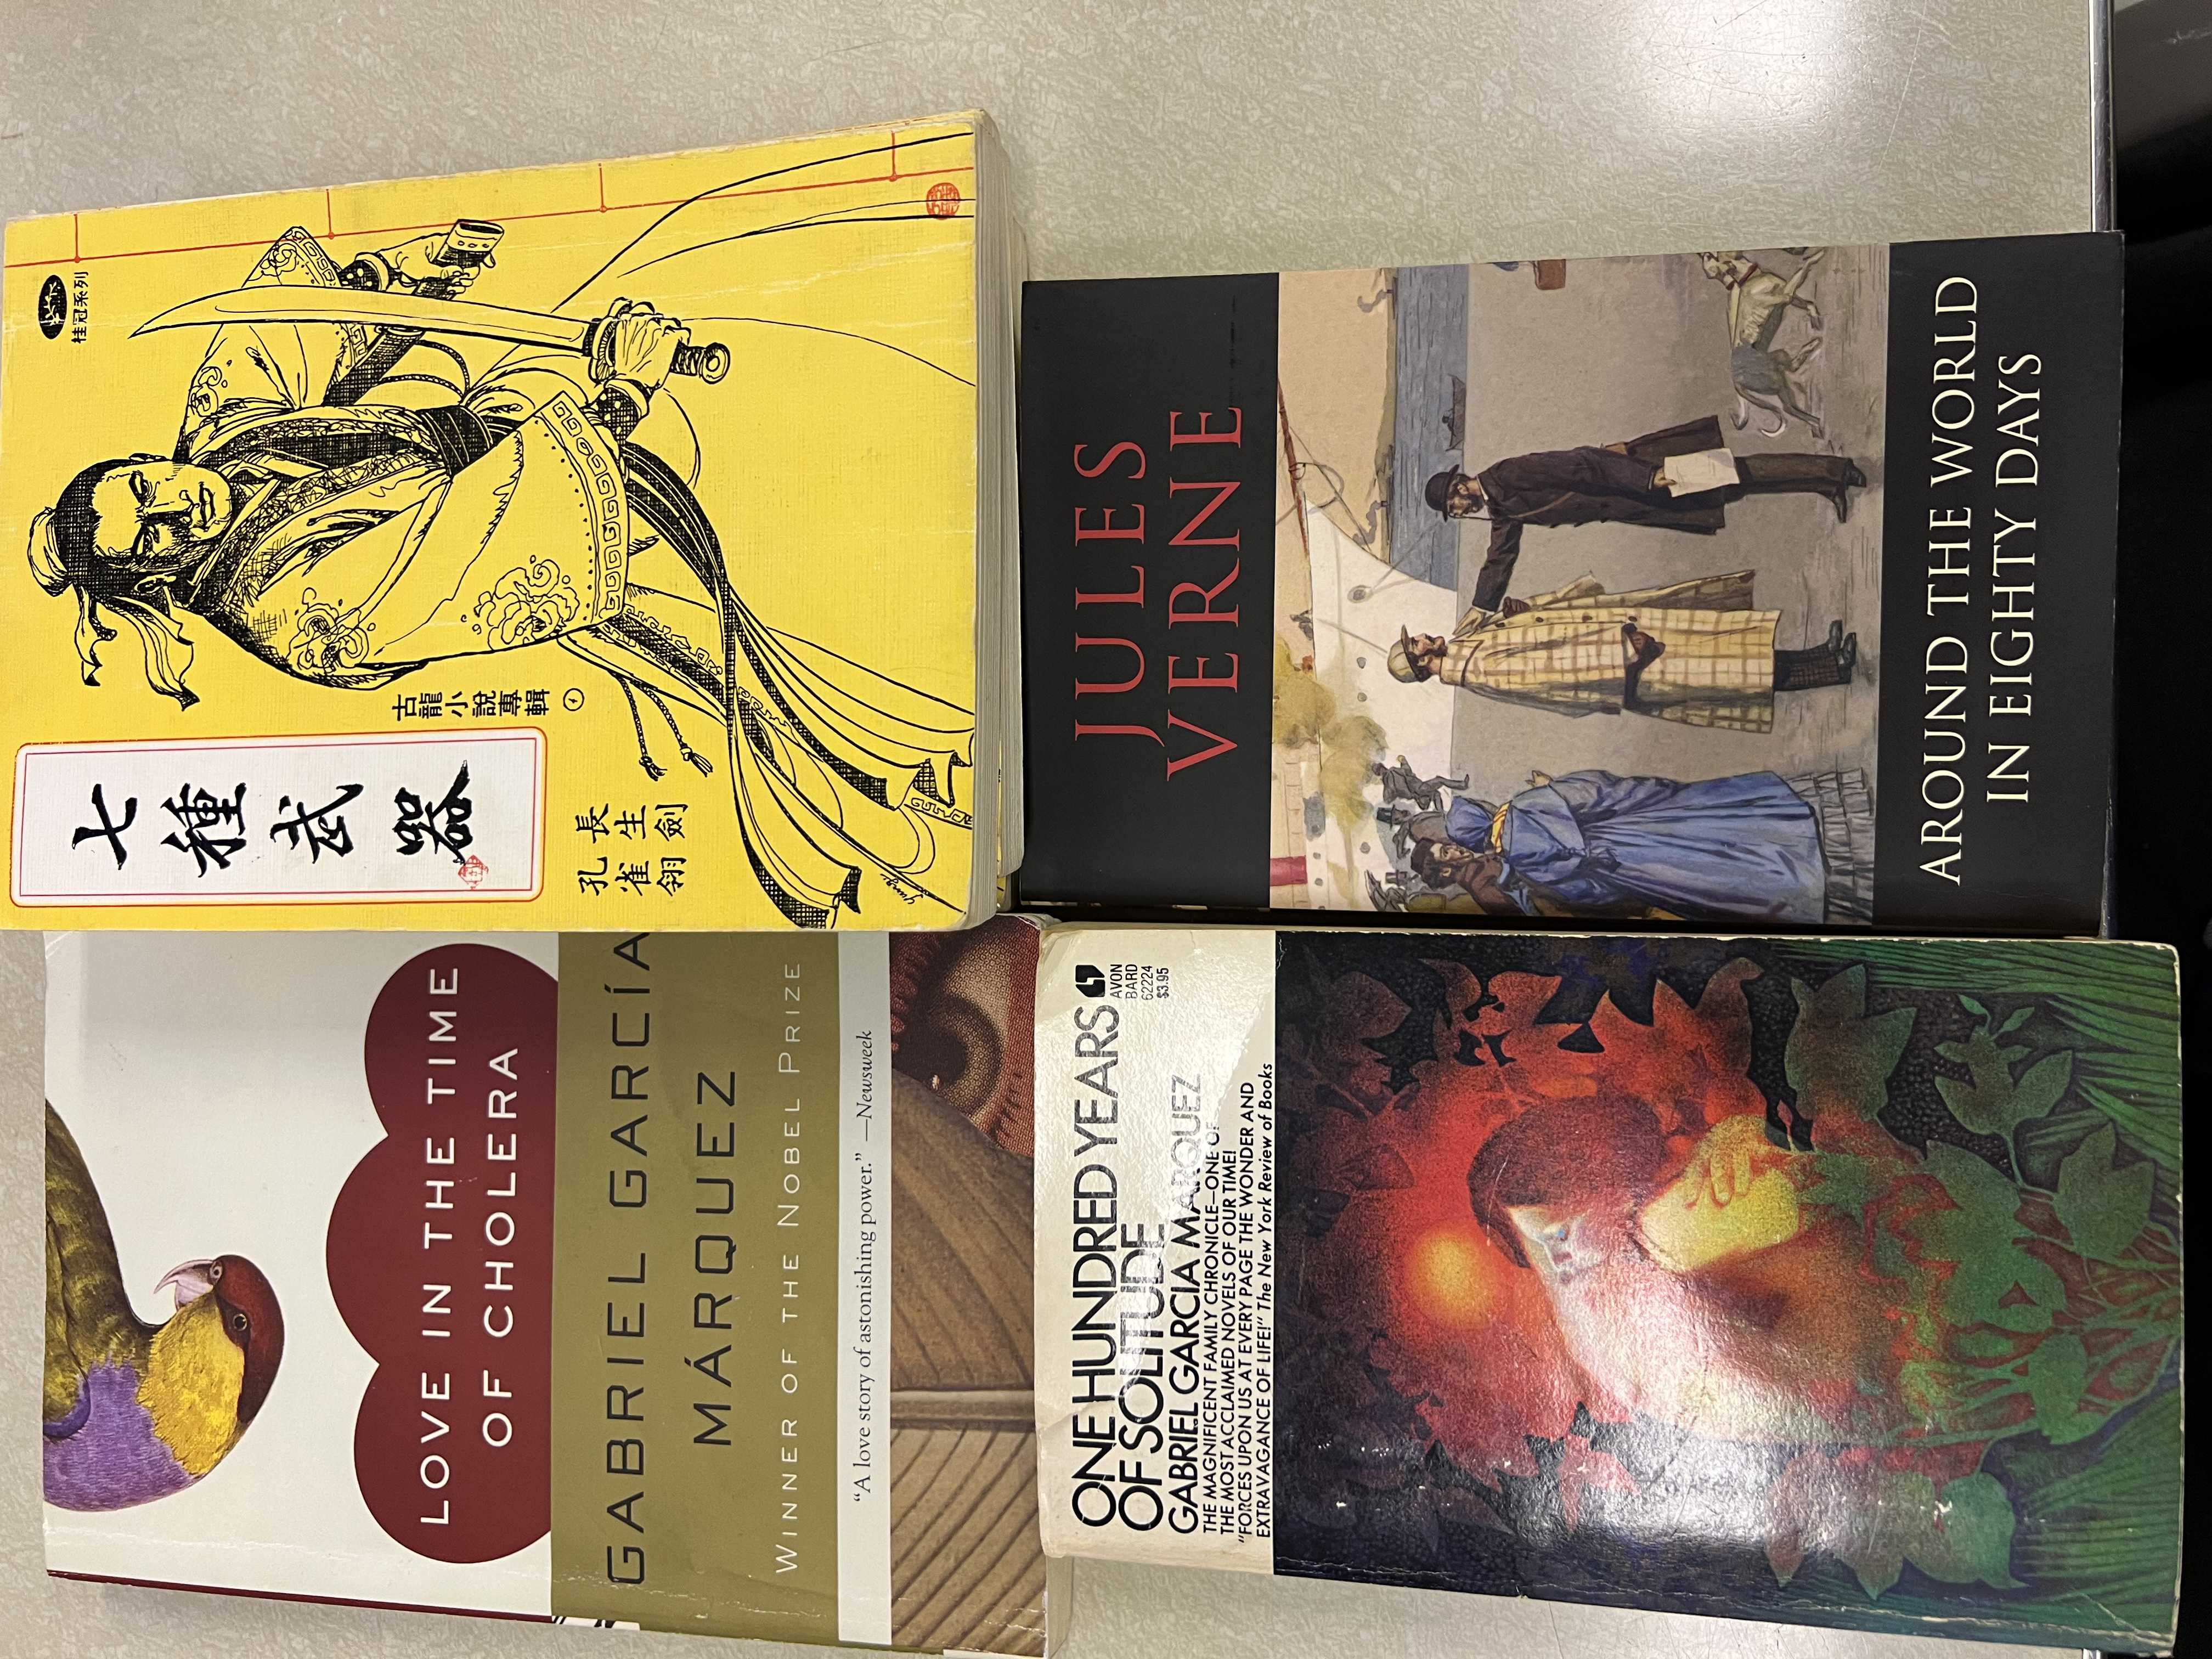 LOVE IN THE TIME
OF CHOLERA
GABRIEL GARCÍA
MÁRQUEZ
WINNER OF THE NOBEL PRIZE
“A love story of astonishing power.” —Newsweek
桂冠系列
七種武器
古龍小說專輯
長生劍
孔雀翎
yung
ONE HUNDRED YEARS
OF SOLITUDE
GABRIEL GARCIA MARQUEZ
THE MAGNIFICENT FAMILY CHRONICLE—ONE OF
THE MOST ACCLAIMED NOVELS OF OUR TIME!
“FORCES UPON US AT EVERY PAGE THE WONDER AND
EXTRAVAGANCE OF LIFE!” The New York Review of Books
AVON
BARD
62224
$3.95
JULES
VERNE
AROUND THE WORLD
IN EIGHTY DAYS